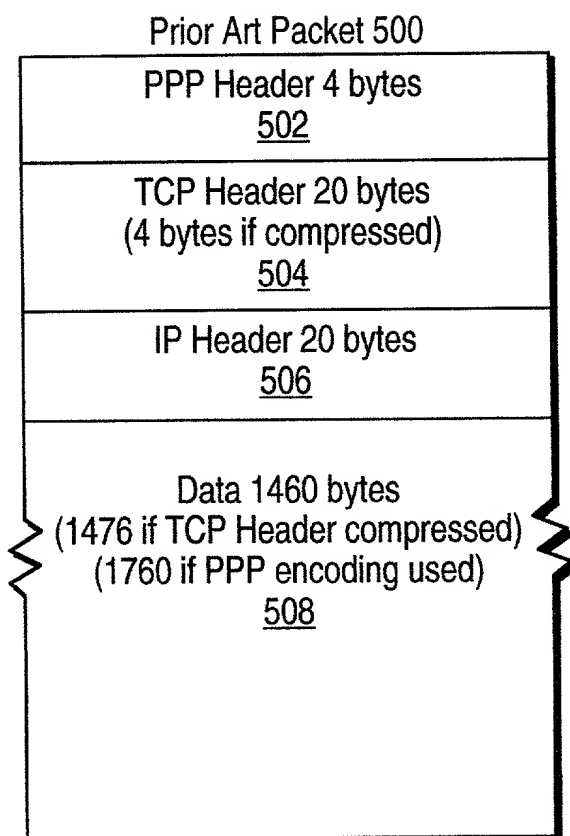 Prior Art Packet 500
PPP Header 4 bytes
502
TCP Header 20 bytes
(4 bytes if compressed)
504
IP Header 20 bytes
506
Data 1460 bytes
(1476 if TCP Header compressed)
(1760 if PPP encoding used)
508